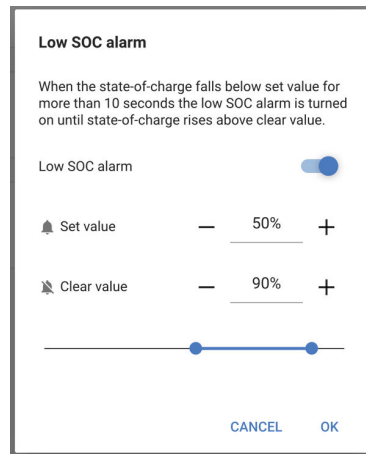 Low SOC alarm
When the state-of-charge falls below set value for
more than 10 seconds the low SOC alarm is turned
on until state-of-charge rises above clear value.
Low SOC alarm
Set value — 50% +
Clear value — 90% +
CANCEL OK